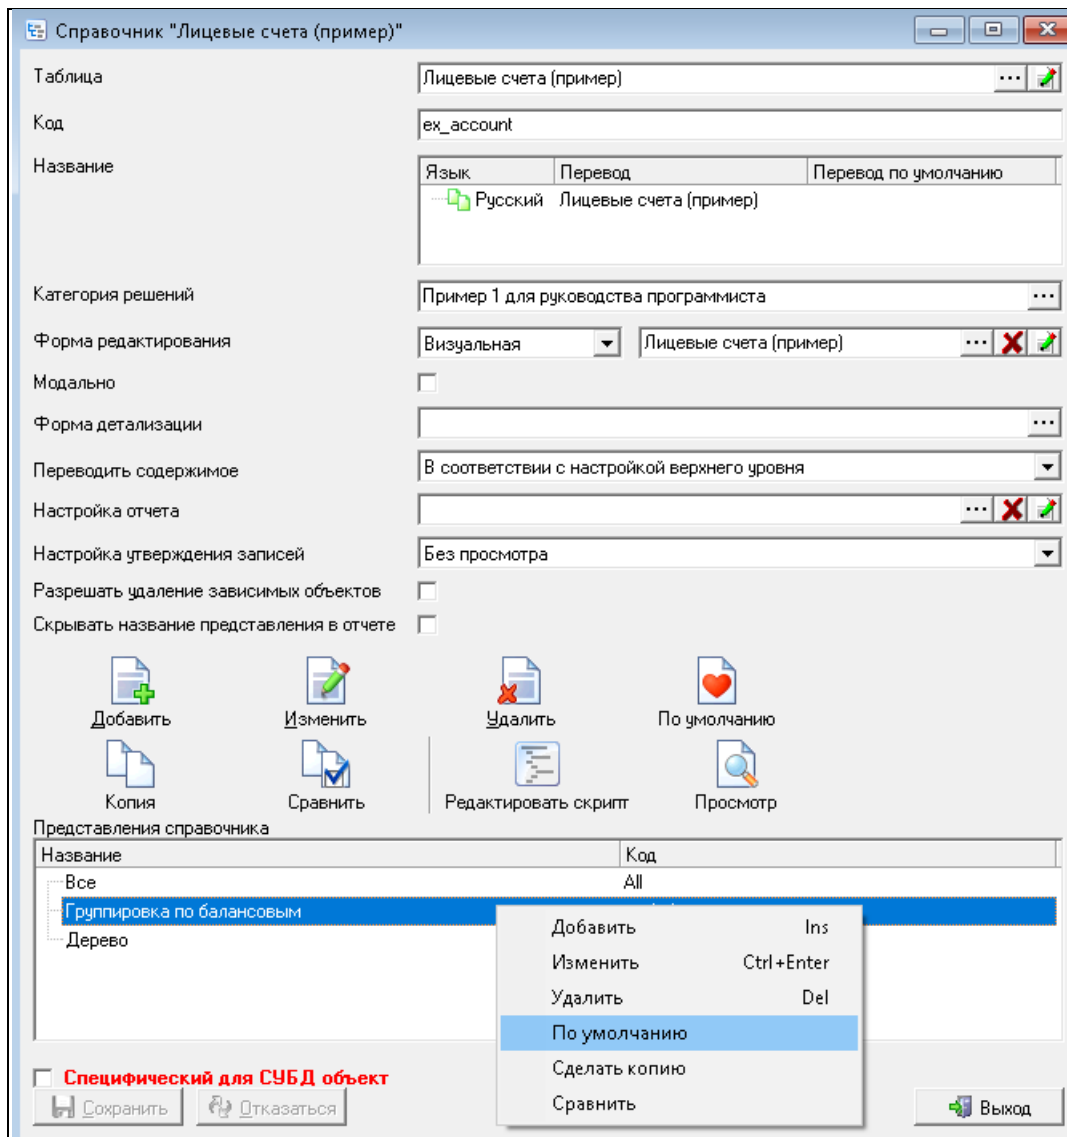 Справочник "Лицевые счета (пример)"
Таблица Лицевые счета (пример)
Код ex_account
Название Язык Перевод Перевод по умолчанию
Русский Лицевые счета (пример)
Категория решений Пример 1 для руководства программиста
Форма редактирования Визуальная Лицевые счета (пример)
Модально
Форма детализации
Переводить содержимое В соответствии с настройкой верхнего уровня
Настройка отчета
Настройка утверждения записей Без просмотра
Разрешать удаление зависимых объектов
Скрывать название представления в отчете
Добавить Изменить Удалить По умолчанию
Копия Сравнить Редактировать скрипт Просмотр
Представления справочника
Название Код
Все All
Группировка по балансовым
Дерево
Добавить Ins
Изменить Ctrl+Enter
Удалить Del
По умолчанию
Сделать копию
Сравнить
Специфический для СУБД объект
Сохранить Отказаться Выход